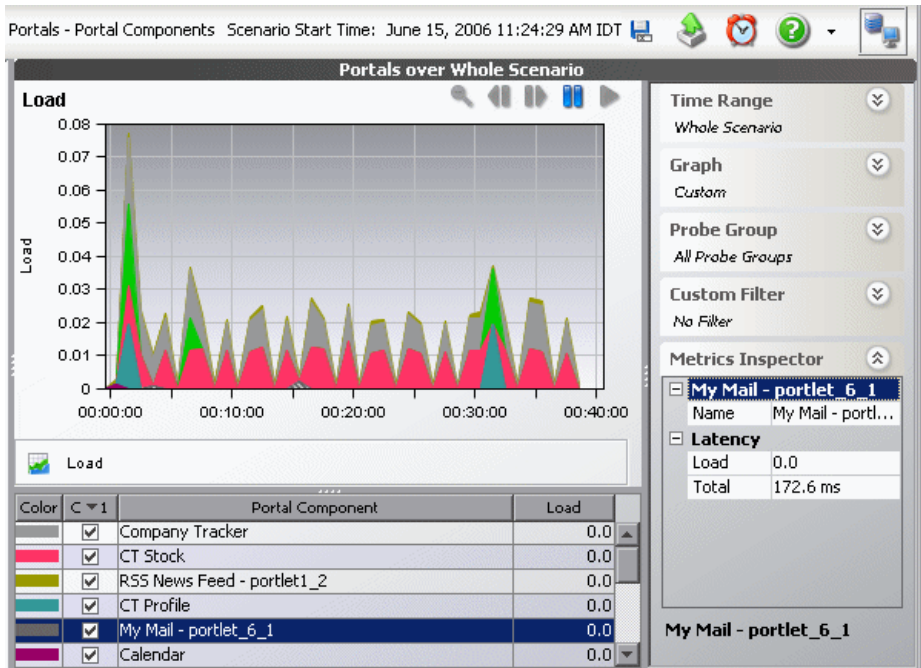 Portals - Portal Components Scenario Start Time: June 15, 2006 11:24:29 AM IDT
Portals over Whole Scenario
Load
0.08
0.07
0.06
0.05
0.04
0.03
0.02
0.01
0
Load
00:00:00 00:10:00 00:20:00 00:30:00 00:40:00
Load
Color C 1 Portal Component Load
Company Tracker 0.0
CT Stock 0.0
RSS News Feed - portlet1_2 0.0
CT Profile 0.0
My Mail - portlet_6_1 0.0
Calendar 0.0
Time Range
Whole Scenario
Graph
Custom
Probe Group
All Probe Groups
Custom Filter
No Filter
Metrics Inspector
My Mail - portlet_6_1
Name My Mail - portl...
Latency
Load 0.0
Total 172.6 ms
My Mail - portlet_6_1